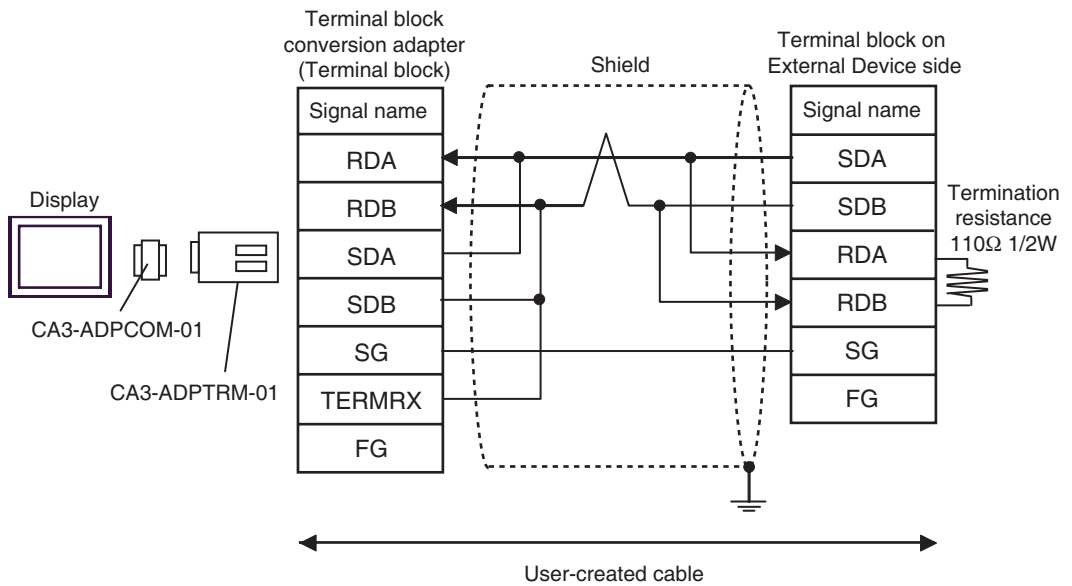 Terminal block
conversion adapter
(Terminal block)
Shield
Terminal block on
External Device side
Signal name
RDA
RDB
SDA
SDB
SG
TERMRX
FG
Signal name
SDA
SDB
RDA
RDB
SG
FG
Termination
resistance
110Ω 1/2W
Display
CA3-ADPCOM-01
CA3-ADPTRM-01
User-created cable